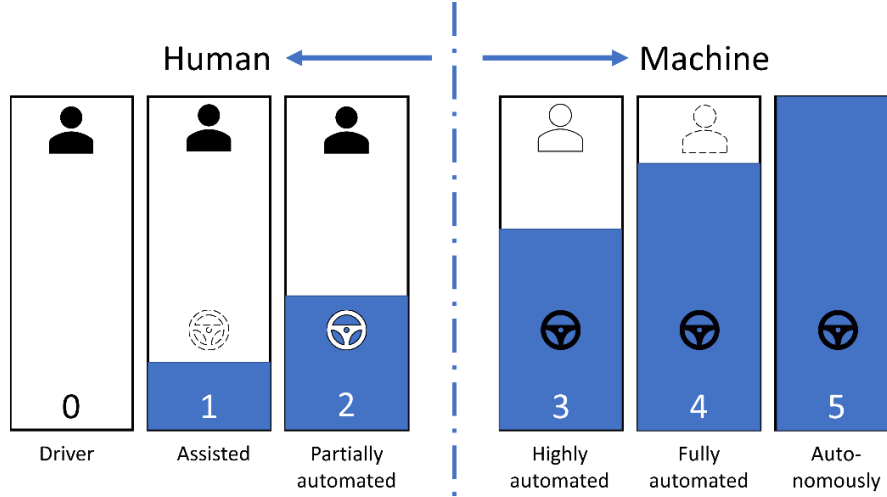 Human
Machine
0
1
2
3
4
5
Driver
Assisted
Partially
automated
Highly
automated
Fully
automated
Auto-
nomously